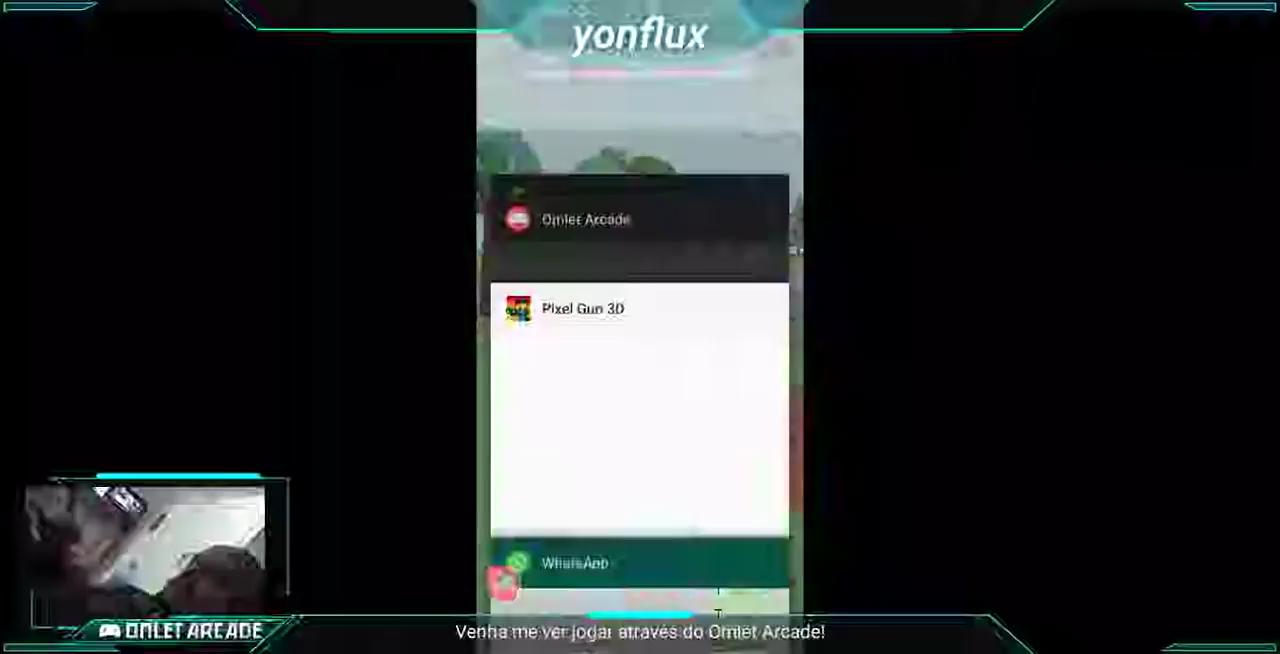 yonflux
Omlet Arcade
Pixel Gun 3D
WhatsApp
OMLET ARCADE
Venha me ver jogar através do Omlet Arcade!